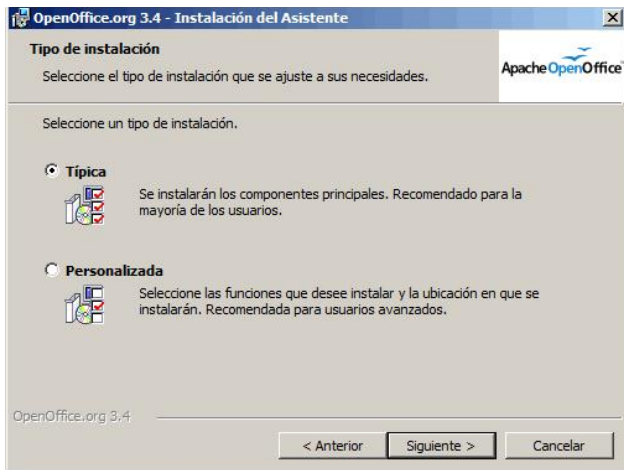 OpenOffice.org 3.4 - Instalación del Asistente
Tipo de instalación
Seleccione el tipo de instalación que se ajuste a sus necesidades.
Apache OpenOffice
Seleccione un tipo de instalación.
Típica
Se instalarán los componentes principales. Recomendado para la
mayoría de los usuarios.
Personalizada
Seleccione las funciones que desee instalar y la ubicación en que se
instalarán. Recomendada para usuarios avanzados.
OpenOffice.org 3.4
< Anterior
Siguiente >
Cancelar